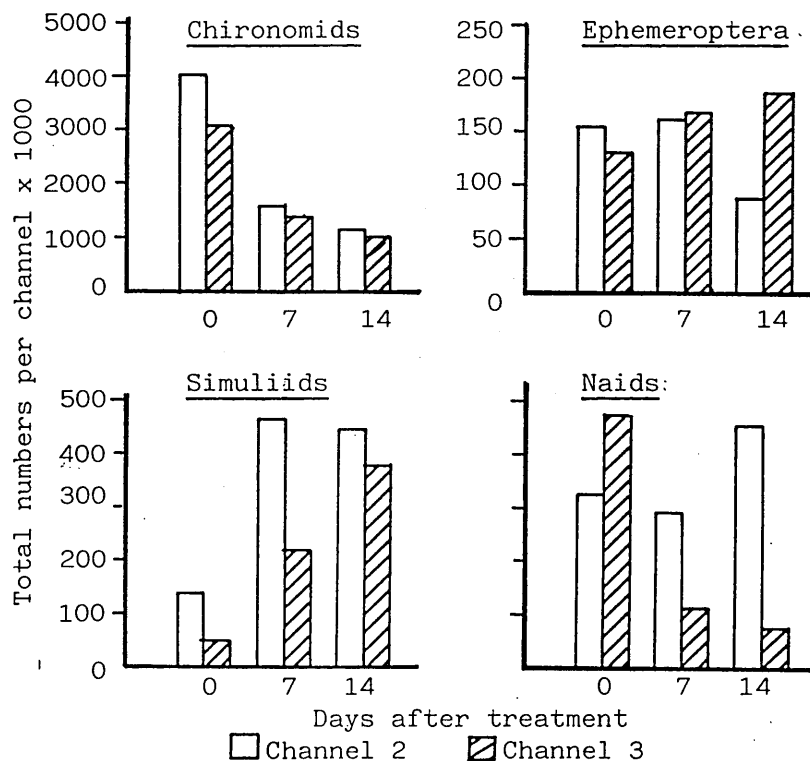 Chironomids
5000
4000
3000
2000
1000
0
0 7 14
Ephemeroptera
250
200
150
100
50
0
0 7 14
Total numbers per channel x 1000
Simuliids
500
400
300
200
100
0
0 7 14
Naids:
0 7 14
Days after treatment
Channel 2 Channel 3